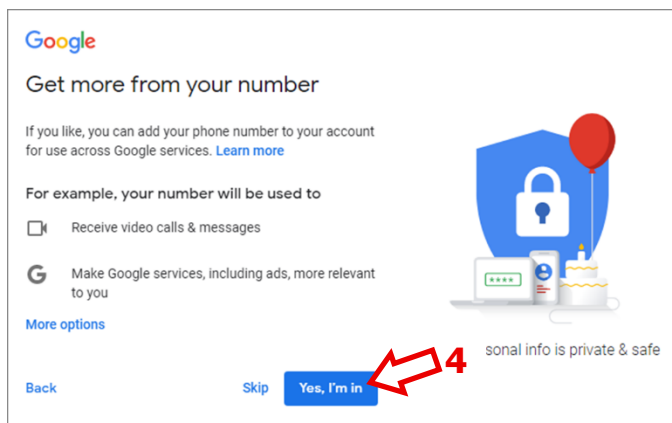 Google
Get more from your number
If you like, you can add your phone number to your account
for use across Google services. Learn more
For example, your number will be used to
Receive video calls & messages
G
Make Google services, including ads, more relevant
to you
More options
****
sonal info is private & safe
Back
Skip
Yes, I'm in
4